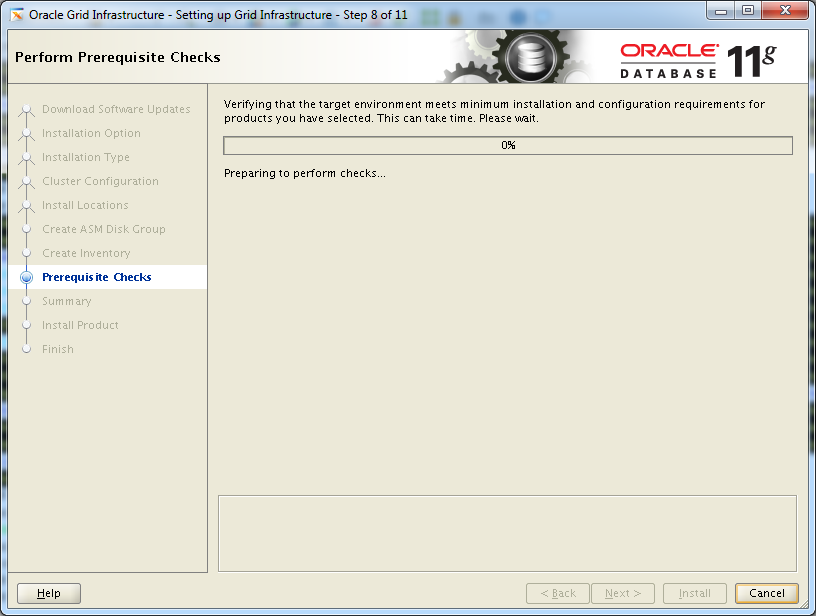 Oracle Grid Infrastructure - Setting up Grid Infrastructure - Step 8 of 11
Perform Prerequisite Checks
ORACLE
DATABASE
11g
Download Software Updates
Installation Option
Installation Type
Cluster Configuration
Install Locations
Create ASM Disk Group
Create Inventory
Prerequisite Checks
Summary
Install Product
Finish
Verifying that the target environment meets minimum installation and configuration requirements for
products you have selected. This can take time. Please wait.
0%
Preparing to perform checks...
Help
< Back
Next >
Install
Cancel